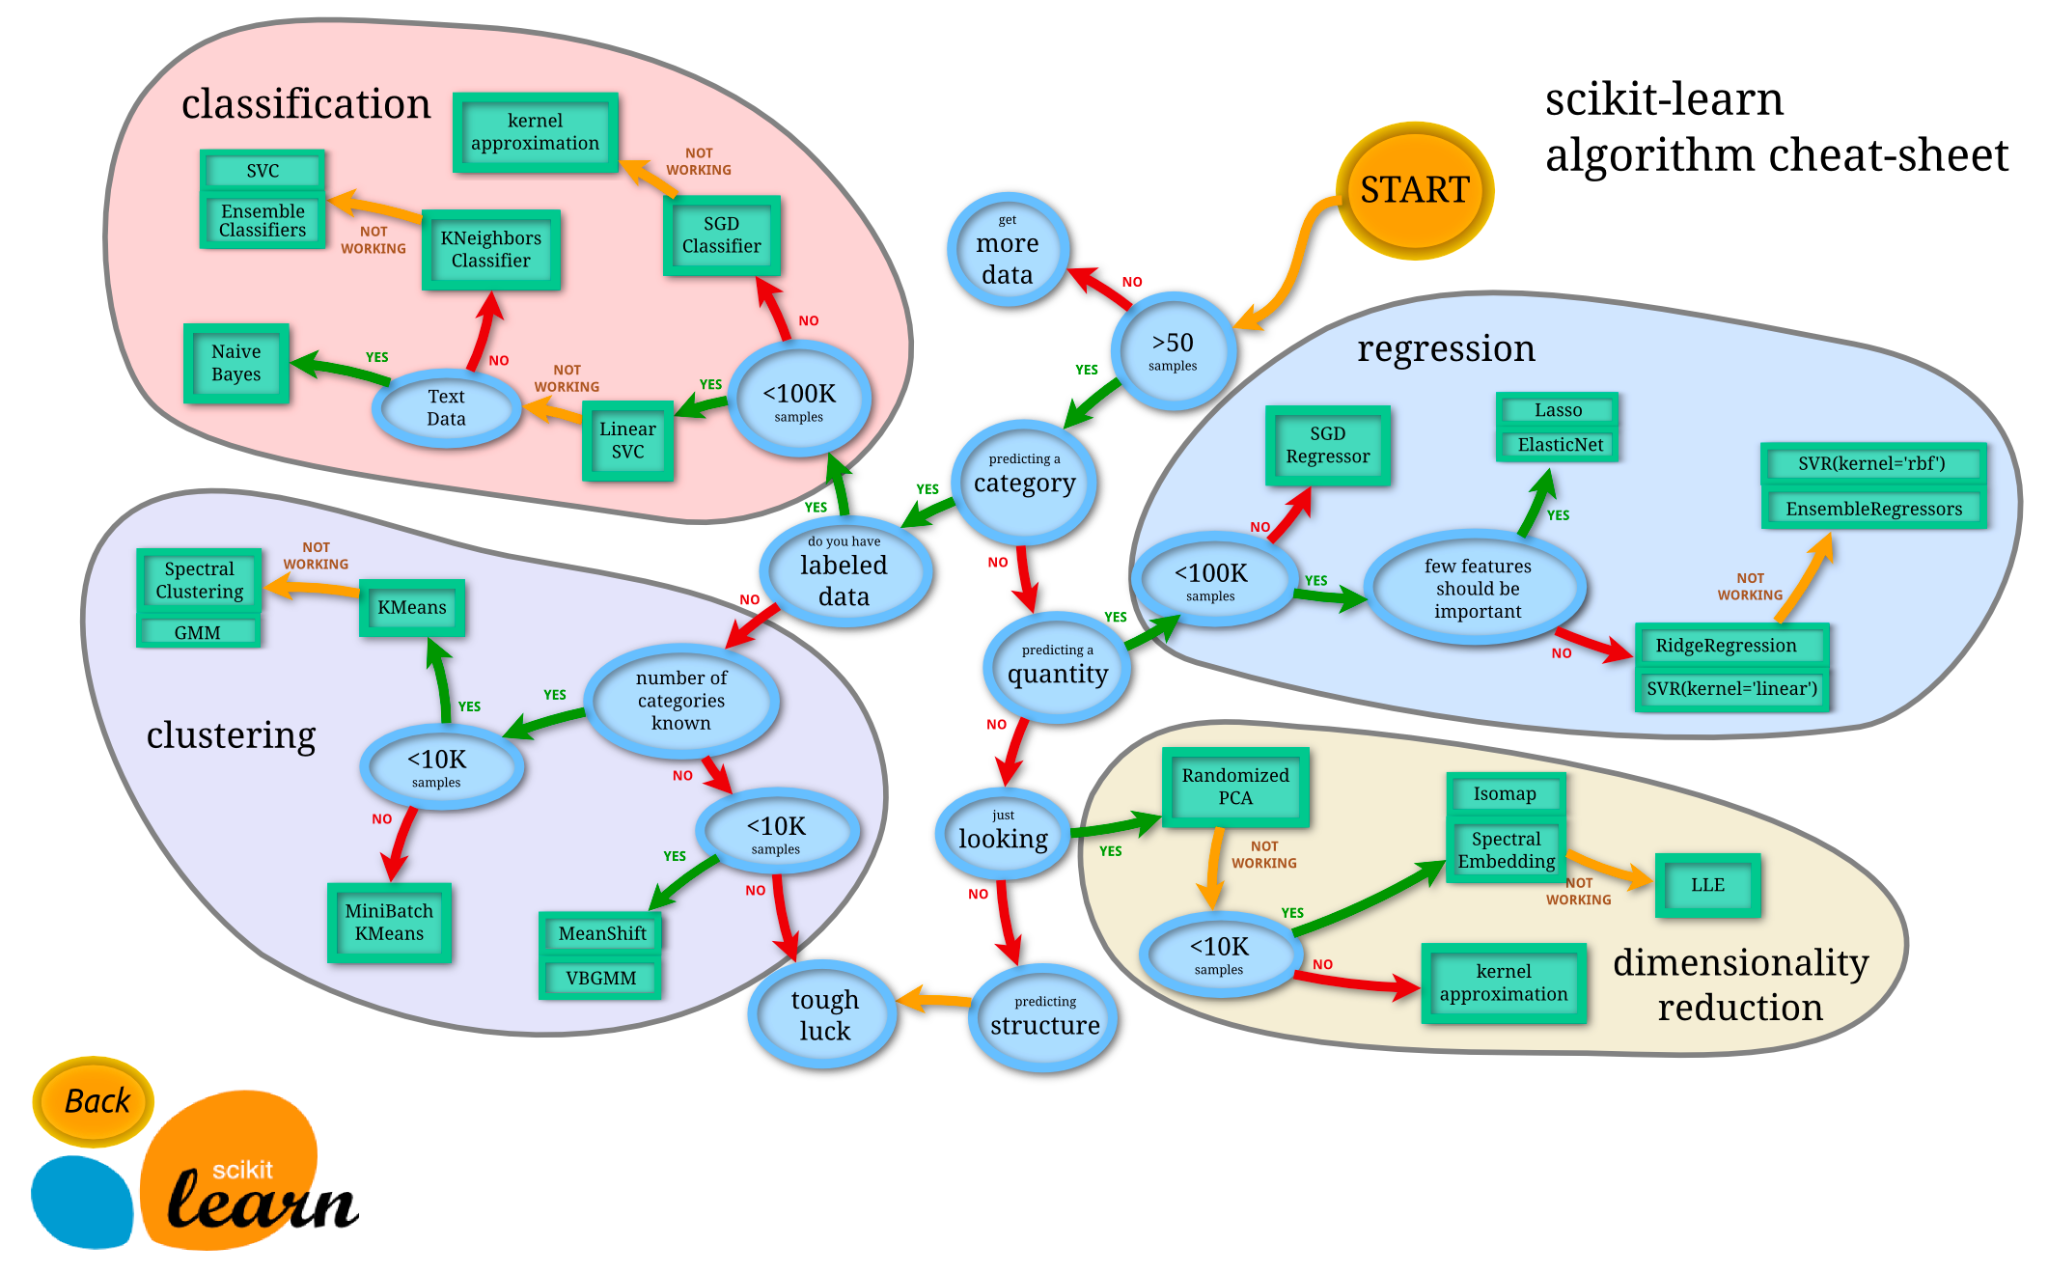 scikit-learn
algorithm cheat-sheet
START
>50
samples
NO
get
more
data
YES
predicting a
category
YES
do you have
labeled
data
YES
NO
NO
predicting a
quantity
YES
NO
just
looking
YES
NO
predicting
structure
tough
luck
classification
<100K
samples
NO
SGD
Classifier
NOT
WORKING
kernel
approximation
YES
Linear
SVC
NOT
WORKING
Text
Data
YES
Naive
Bayes
NO
KNeighbors
Classifier
NOT
WORKING
SVC
Ensemble
Classifiers
clustering
number of
categories
known
YES
<10K
samples
YES
KMeans
NOT
WORKING
Spectral
Clustering
GMM
NO
MiniBatch
KMeans
NO
<10K
samples
YES
MeanShift
VBGMM
NO
regression
<100K
samples
NO
SGD
Regressor
YES
few features
should be
important
YES
Lasso
ElasticNet
NO
RidgeRegression
SVR(kernel='linear')
NOT
WORKING
SVR(kernel='rbf')
EnsembleRegressors
dimensionality
reduction
Randomized
PCA
NOT
WORKING
<10K
samples
YES
Isomap
Spectral
Embedding
NOT
WORKING
LLE
NO
kernel
approximation
Back
scikit
learn